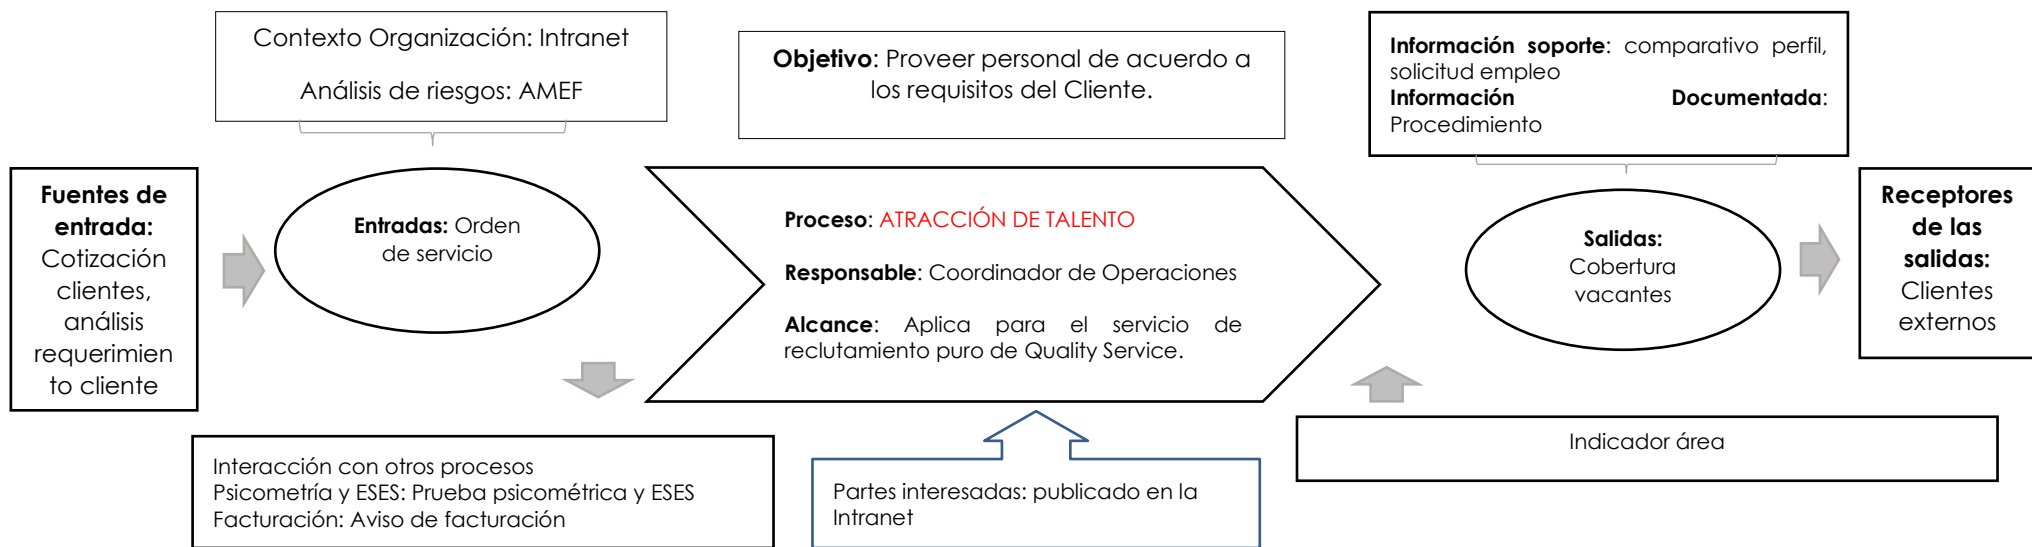 Contexto Organización: Intranet
Análisis de riesgos: AMEF
Objetivo: Proveer personal de acuerdo a
los requisitos del Cliente.
Información soporte: comparativo perfil,
solicitud empleo
Información Documentada:
Procedimiento
Fuentes de
entrada:
Cotización
clientes,
análisis
requerimien
to cliente
Entradas: Orden
de servicio
Proceso: ATRACCIÓN DE TALENTO
Responsable: Coordinador de Operaciones
Alcance: Aplica para el servicio de
reclutamiento puro de Quality Service.
Salidas:
Cobertura
vacantes
Receptores
de las
salidas:
Clientes
externos
Interacción con otros procesos
Psicometría y ESES: Prueba psicométrica y ESES
Facturación: Aviso de facturación
Partes interesadas: publicado en la
Intranet
Indicador área